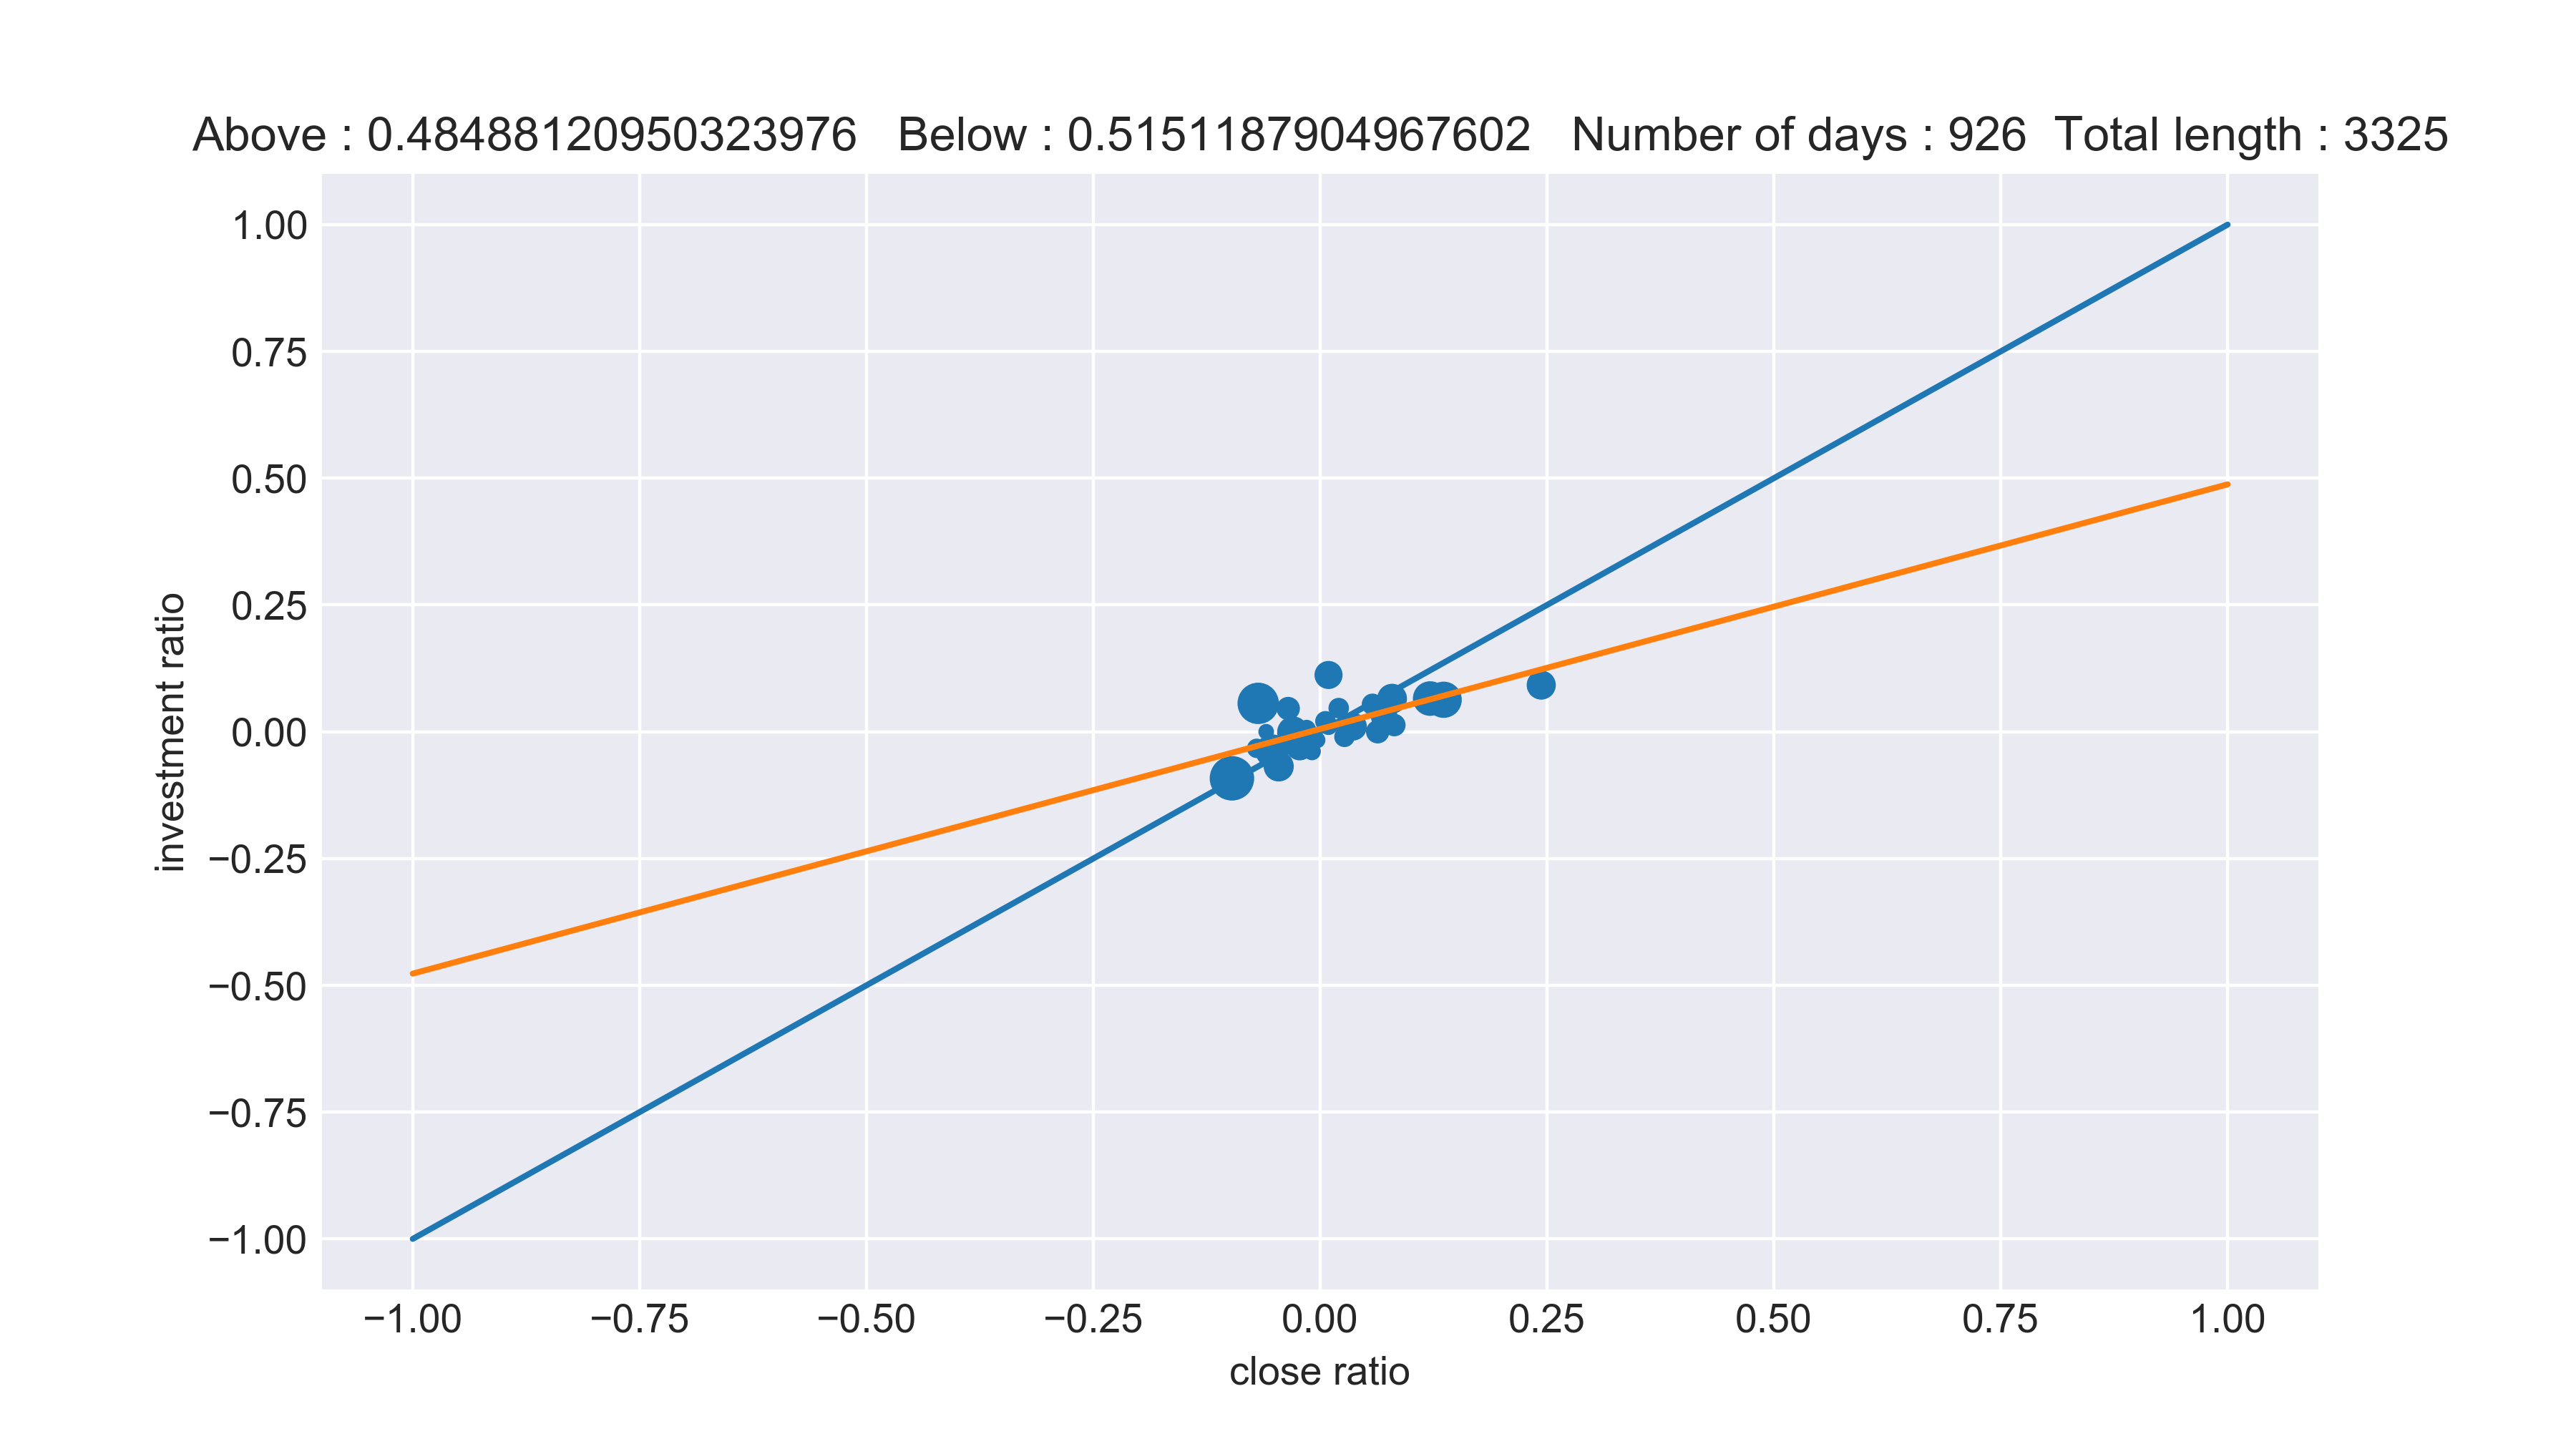 Above : 0.48488120950323976   Below : 0.5151187904967602   Number of days : 926  Total length : 3325
1.00
0.75
0.50
0.25
0.00
−0.25
−0.50
−0.75
−1.00
investment ratio
−1.00 −0.75 −0.50 −0.25 0.00 0.25 0.50 0.75 1.00
close ratio